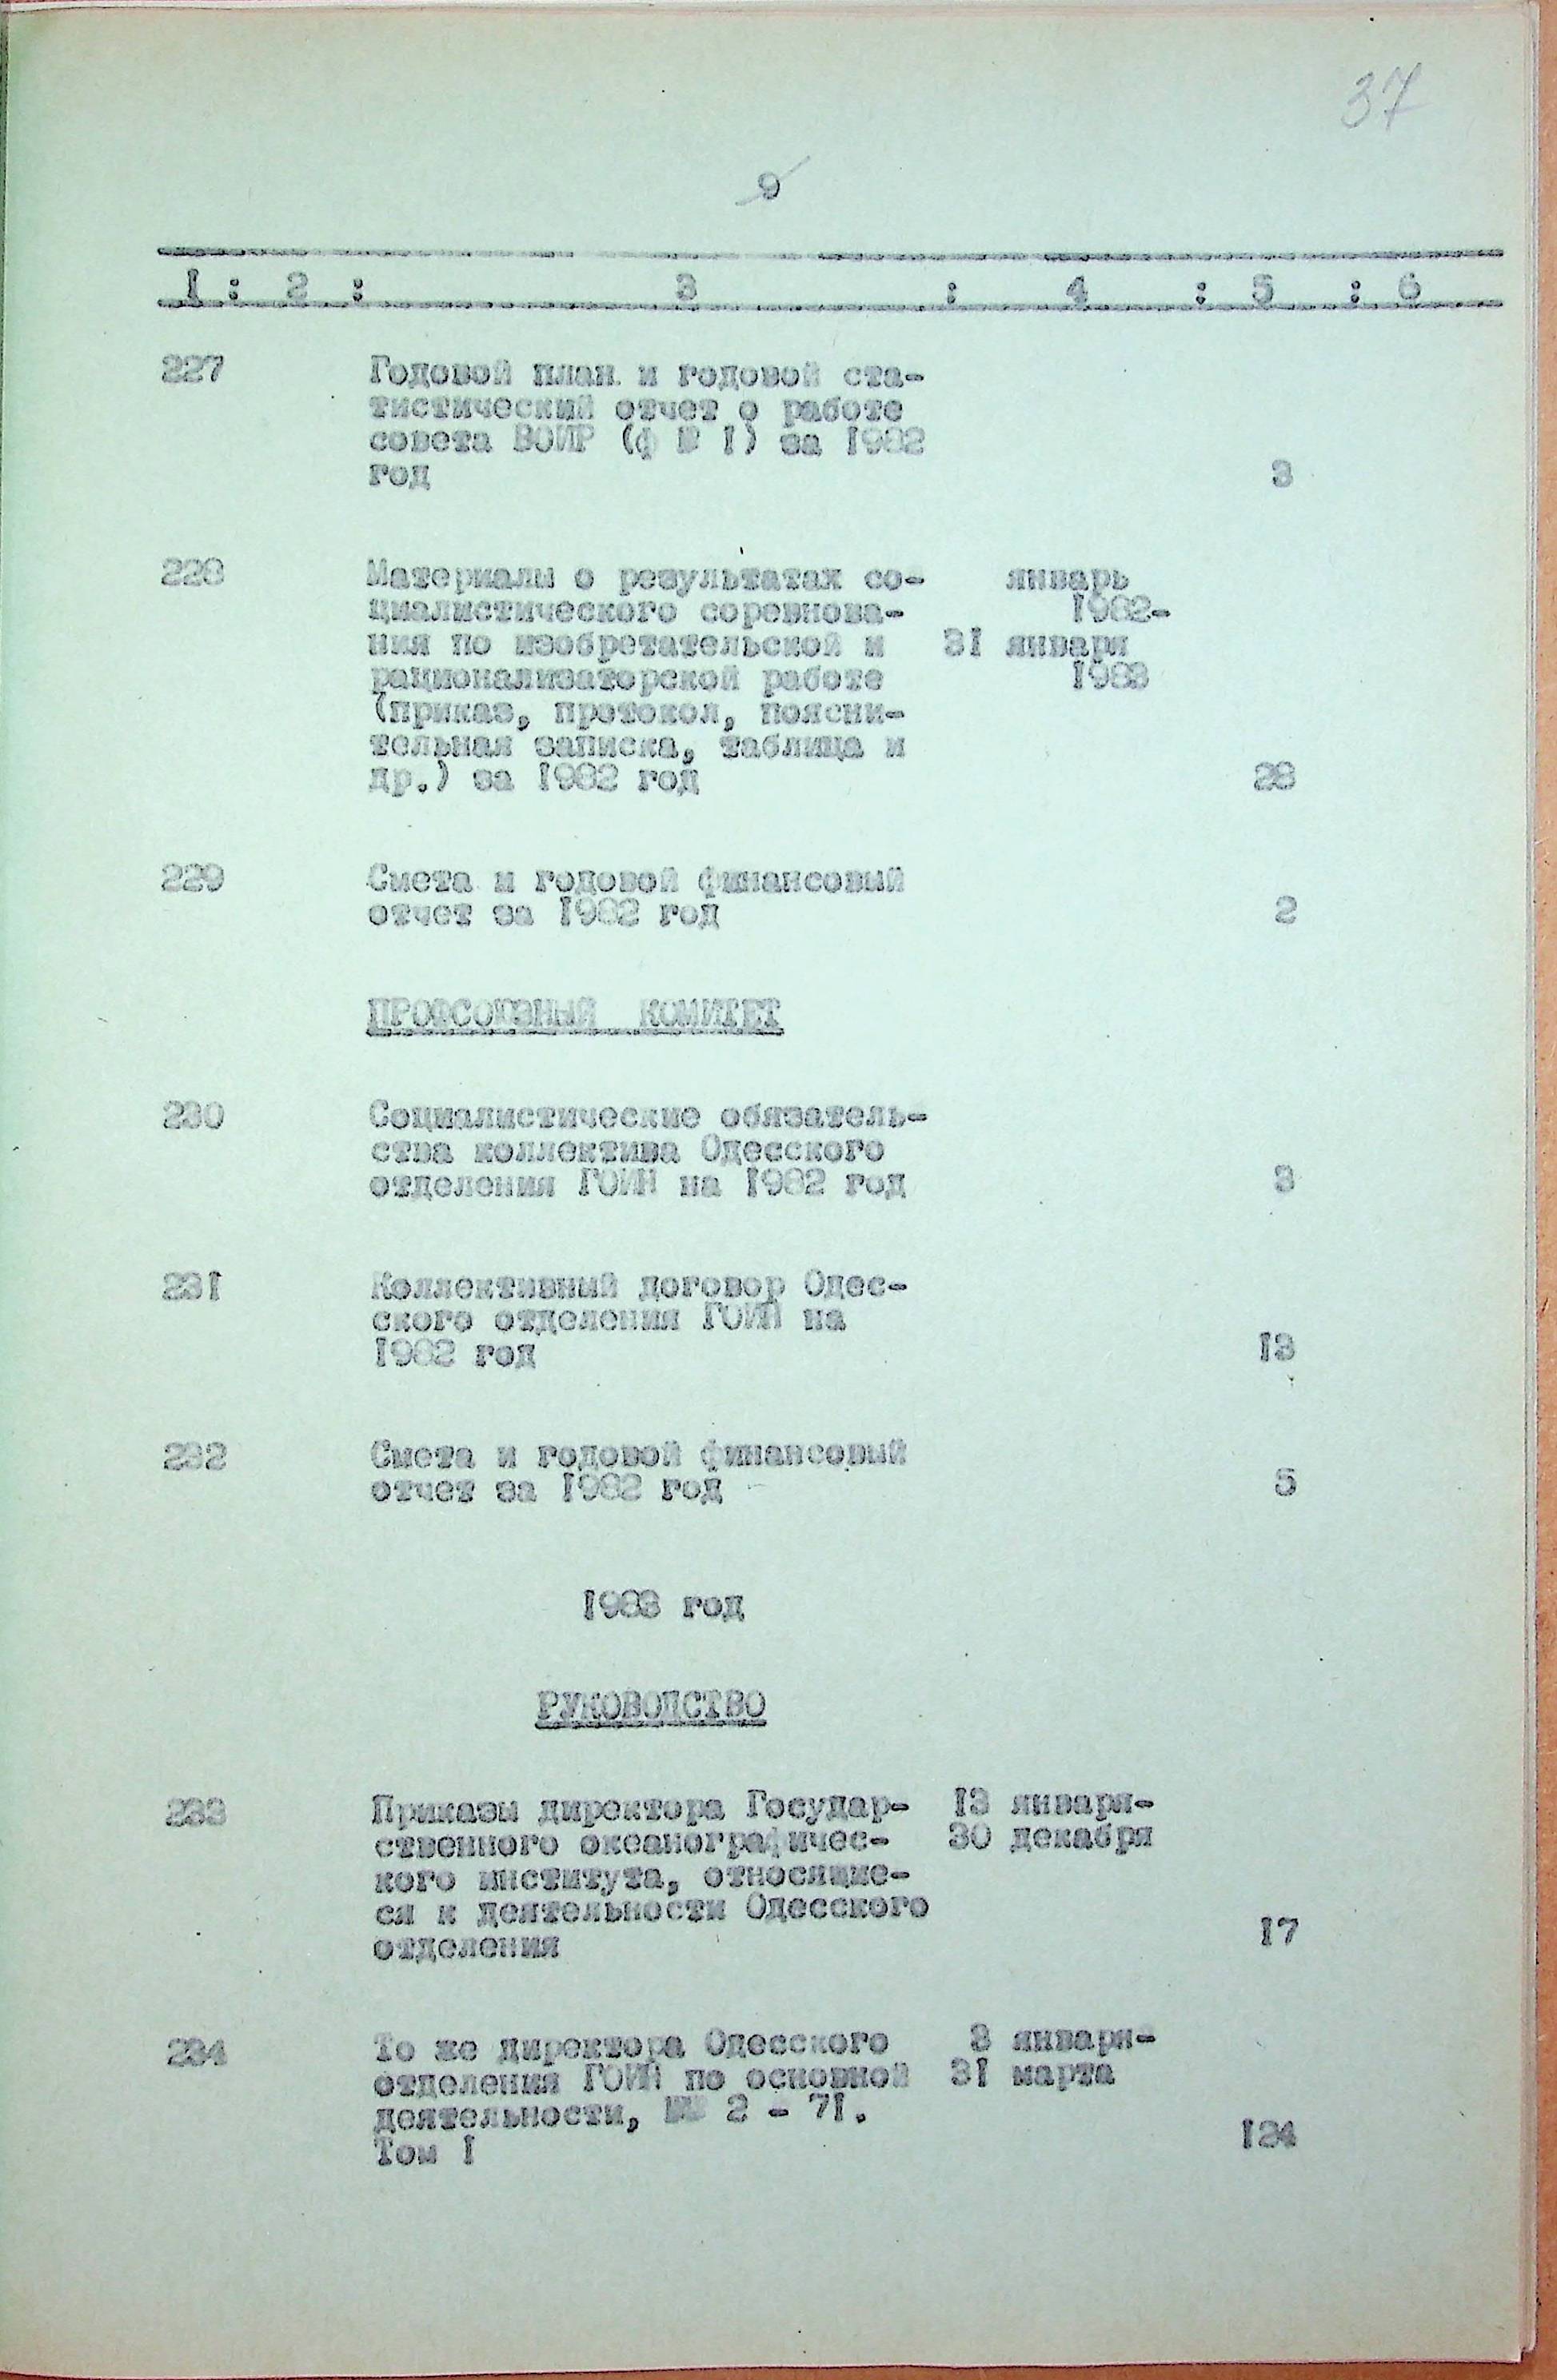 37
9
1 : 2 : 3 : 4 : 5 : 6
227 Годовой план и годовой ста-
тистический отчет о работе
совета ВОИР (ф № 1) за 1982
год 3
228 Материалы о результатах со- январь
циалистического соревнова- 1982-
ния по изобретательской и 31 января
рационализаторской работе 1983
(приказ, протокол, поясни-
тельная записка, таблица и
др.) за 1982 год 28
229 Смета и годовой финансовый
отчет за 1982 год 2
ПРОФСОЮЗНЫЙ КОМИТЕТ
230 Социалистические обязатель-
ства коллектива Одесского
отделения ГОИН на 1982 год 3
231 Коллективный договор Одес-
ского отделения ГОИН на
1982 год 13
232 Смета и годовой финансовый
отчет за 1982 год 5
1983 год
РУКОВОДСТВО
233 Приказы директора Государ- 13 января-
ственного океанографичес- 30 декабря
кого института, относящие-
ся к деятельности Одесского
отделения 17
234 То же директора Одесского 3 января-
отделения ГОИН по основной 31 марта
деятельности, №№ 2 - 71.
Том 1 124